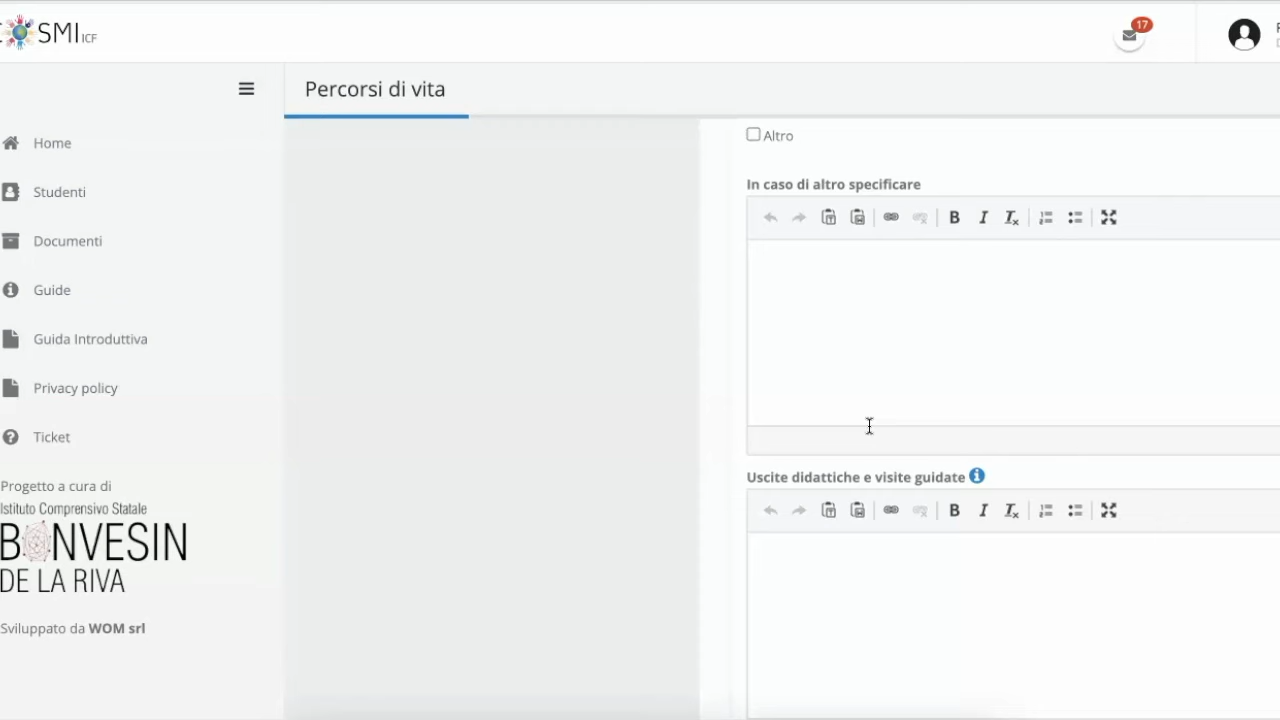 SMI ICF
17
Percorsi di vita
Home
Studenti
Documenti
Guide
Guida Introduttiva
Privacy policy
Ticket
Progetto a cura di
Istituto Comprensivo Statale
BONVESIN
DE LA RIVA
Sviluppato da WOM srl
Altro
In caso di altro specificare
B I Tx
Uscite didattiche e visite guidate
B I Tx